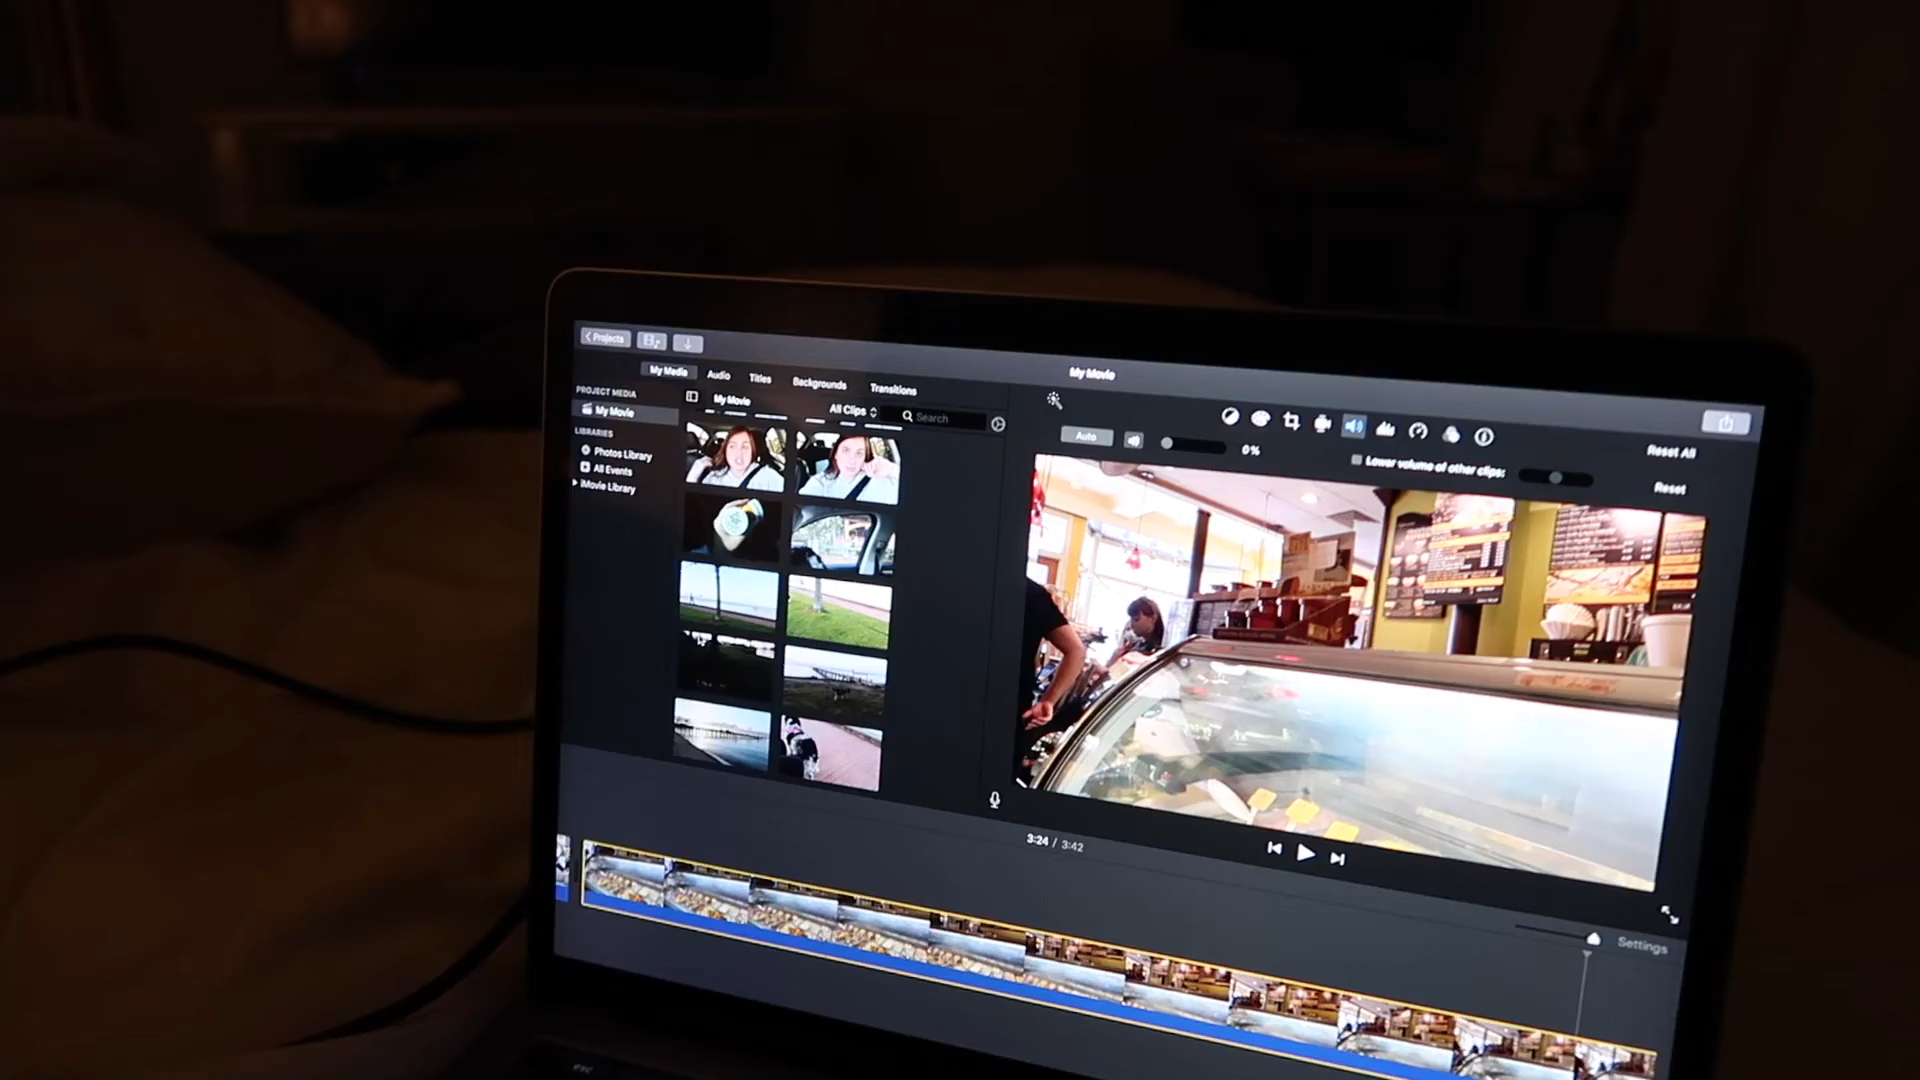 Projects
My Movie
My Media Audio Titles Backgrounds Transitions
PROJECT MEDIA
My Movie
LIBRARIES
Photos Library
All Events
iMovie Library
My Movie All Clips Search
Reset All
Auto 0% Lower volume of other clips:
Reset
3:24 / 3:42
Settings
esc